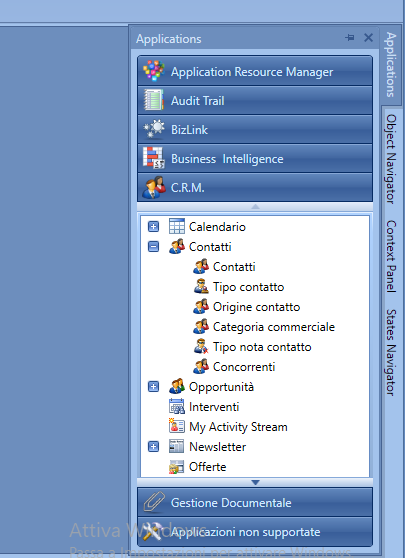 Applications
Application Resource Manager
Audit Trail
BizLink
Business Intelligence
C.R.M.
Calendario
Contatti
Contatti
Tipo contatto
Origine contatto
Categoria commerciale
Tipo nota contatto
Concorrenti
Opportunità
Interventi
My Activity Stream
Newsletter
Offerte
Gestione Documentale
Applicazioni non supportate
Attiva Windows
Applications
Object Navigator
Context Panel
States Navigator